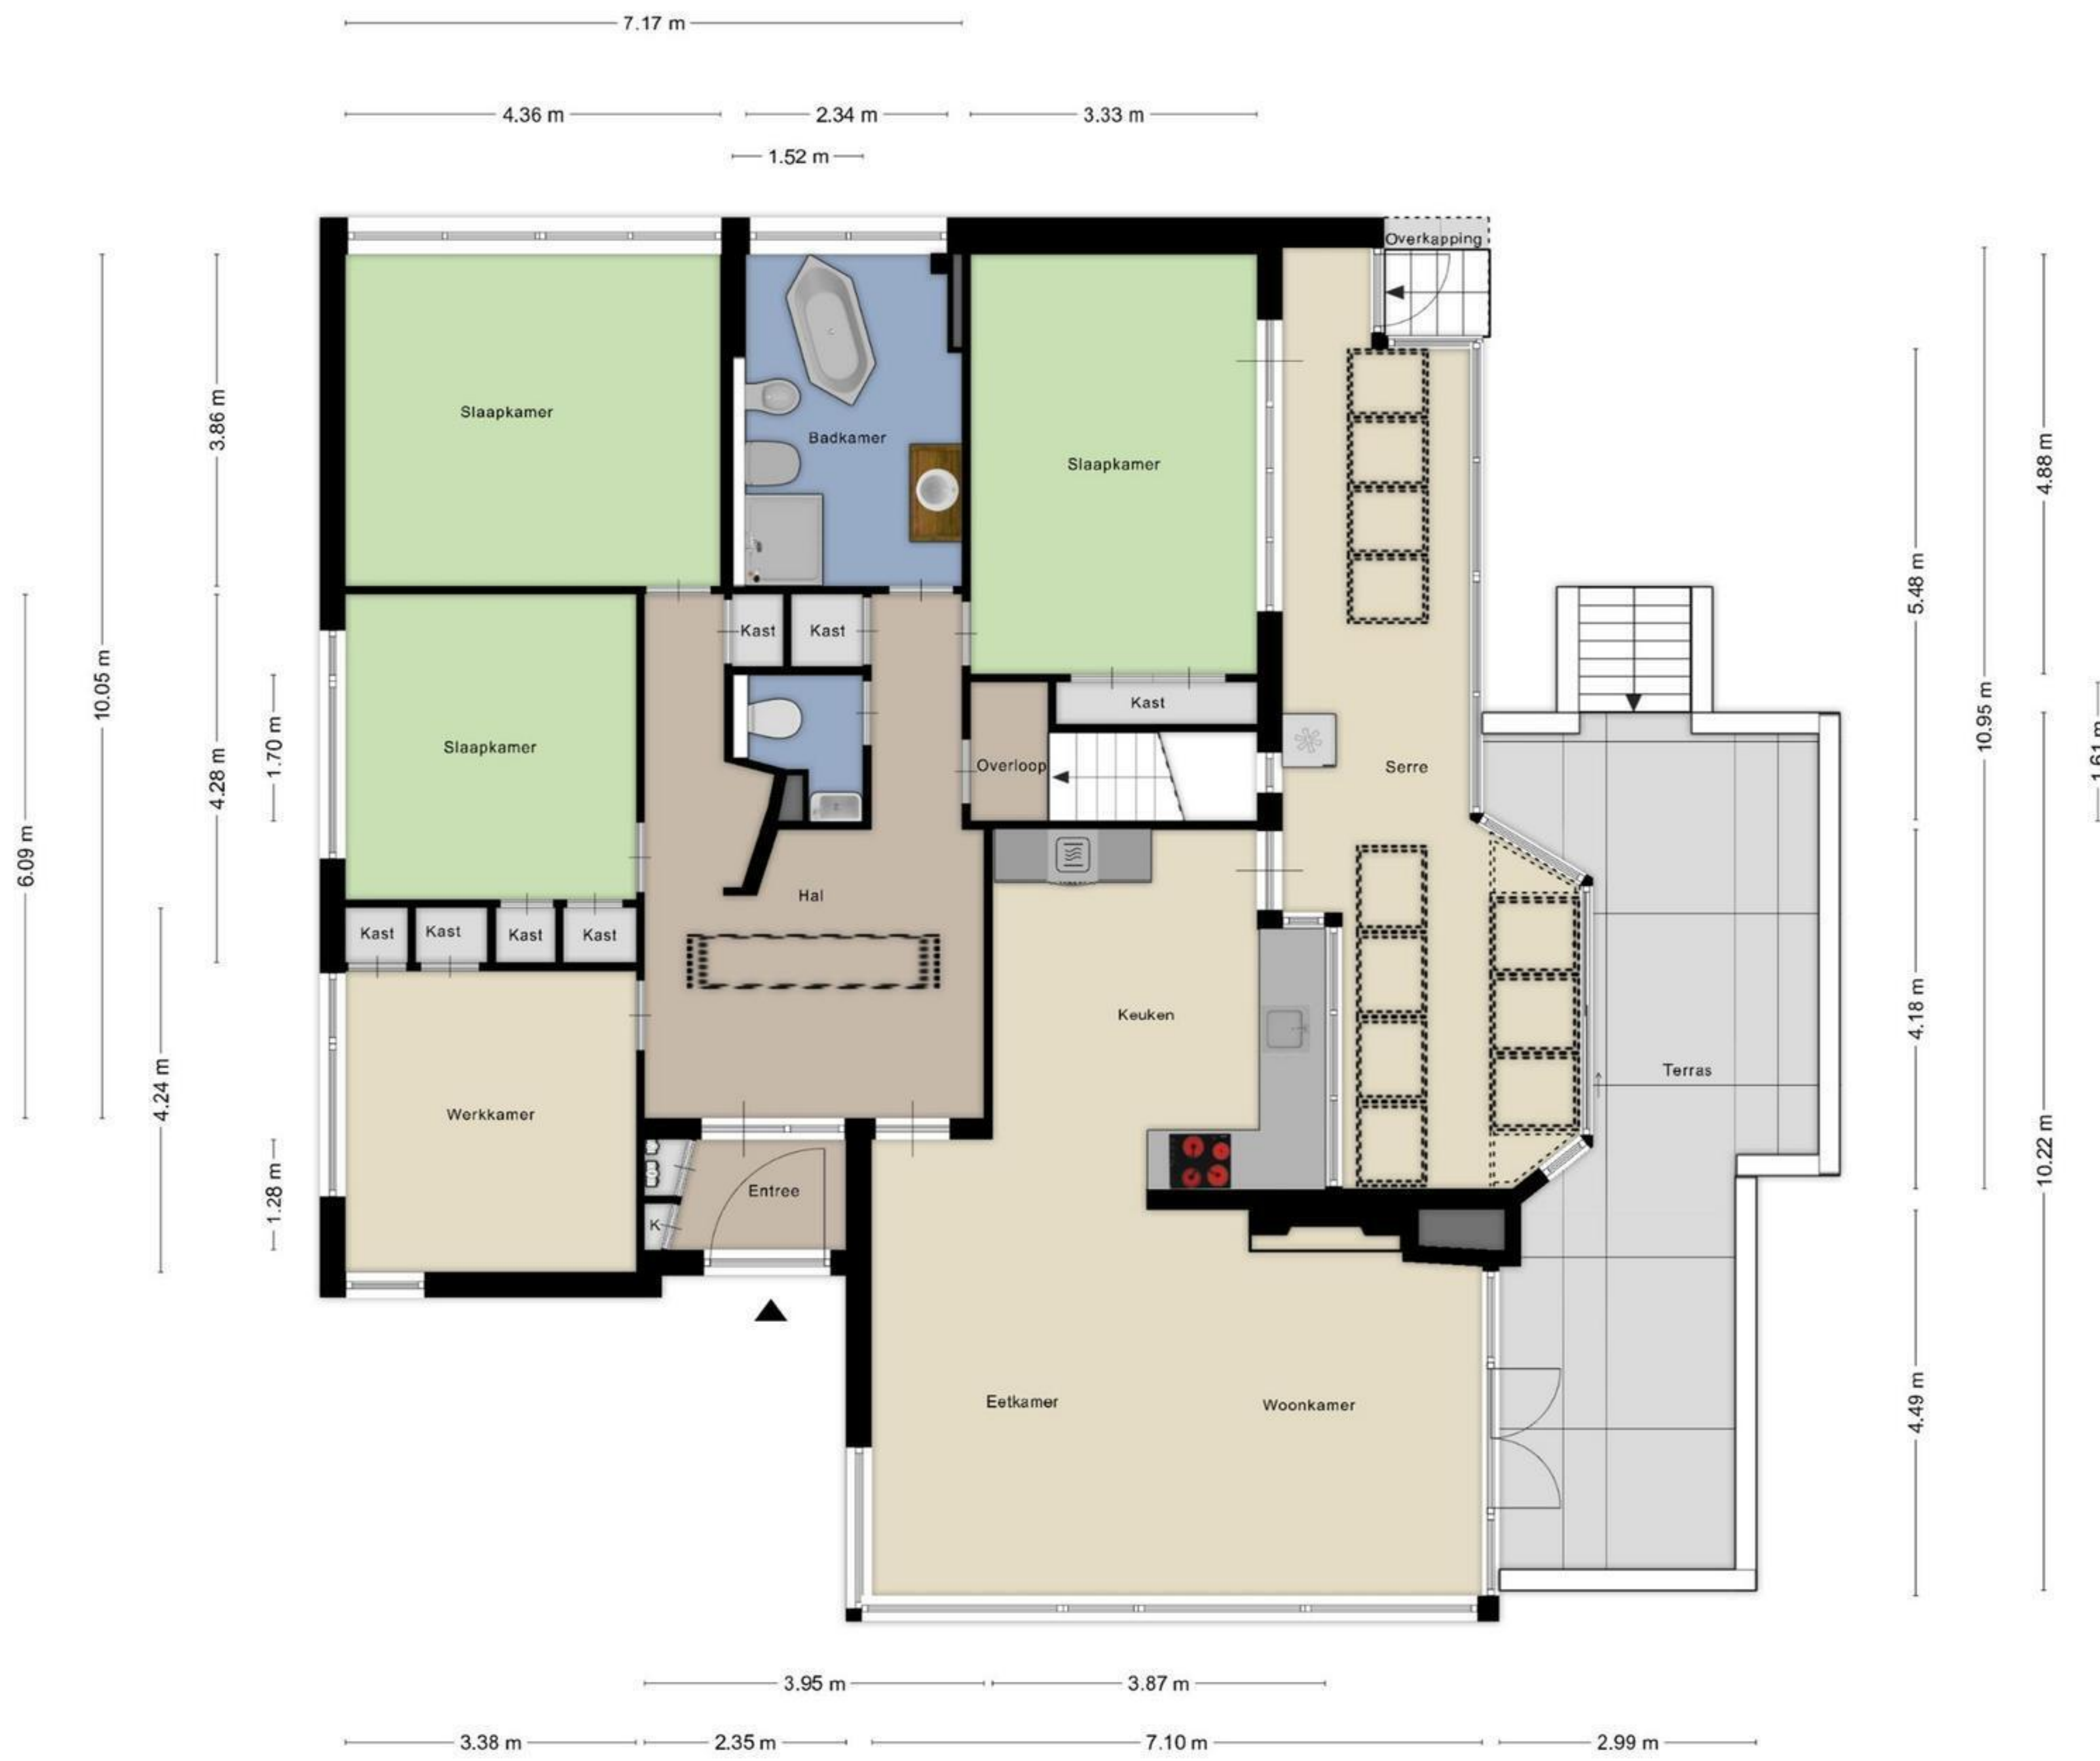 7.17 m
4.36 m
2.34 m
3.33 m
1.52 m
Overkapping
Slaapkamer
Badkamer
Slaapkamer
3.86 m
4.88 m
5.48 m
Kast
Kast
10.05 m
10.95 m
Kast
Slaapkamer
1.70 m
4.28 m
Overloop
Serre
1.61 m
6.09 m
Hal
Kast
Kast
Kast
Kast
Keuken
4.18 m
Terras
4.24 m
Werkkamer
10.22 m
1.28 m
Entree
K
Eetkamer
Woonkamer
4.49 m
3.95 m
3.87 m
3.38 m
2.35 m
7.10 m
2.99 m